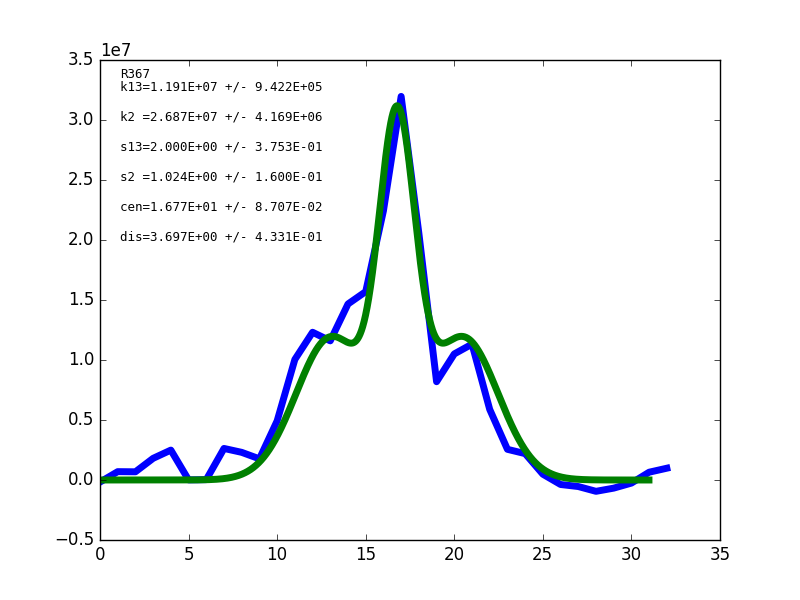 1e7
3.5
3.0
2.5
2.0
1.5
1.0
0.5
0.0
−0.5
R367
k13=1.191E+07 +/- 9.422E+05
k2 =2.687E+07 +/- 4.169E+06
s13=2.000E+00 +/- 3.753E-01
s2 =1.024E+00 +/- 1.600E-01
cen=1.677E+01 +/- 8.707E-02
dis=3.697E+00 +/- 4.331E-01
0 5 10 15 20 25 30 35